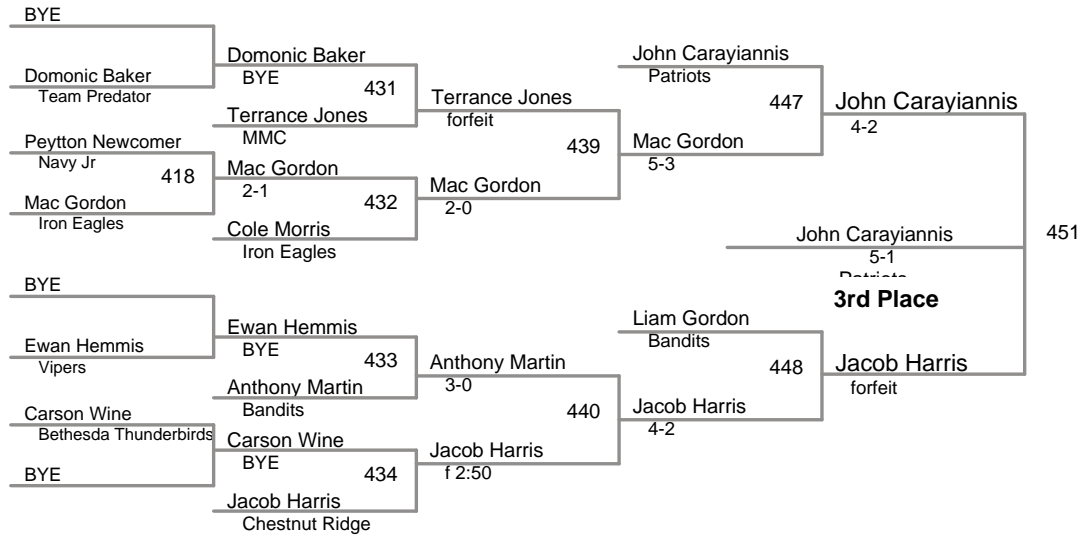 BYE
Domonic Baker
Team Predator
Peytton Newcomer
Navy Jr
418
Mac Gordon
Iron Eagles
BYE
Ewan Hemmis
Vipers
Carson Wine
Bethesda Thunderbirds
BYE
Domonic Baker
BYE
431
Terrance Jones
MMC
Mac Gordon
2-1
432
Cole Morris
Iron Eagles
Ewan Hemmis
BYE
433
Anthony Martin
Bandits
Carson Wine
BYE
434
Jacob Harris
Chestnut Ridge
Terrance Jones
forfeit
439
Mac Gordon
2-0
Anthony Martin
3-0
440
Jacob Harris
f 2:50
John Carayiannis
Patriots
447
Mac Gordon
5-3
Liam Gordon
Bandits
448
Jacob Harris
4-2
John Carayiannis
4-2
451
John Carayiannis
5-1
Patriots
3rd Place
Jacob Harris
forfeit